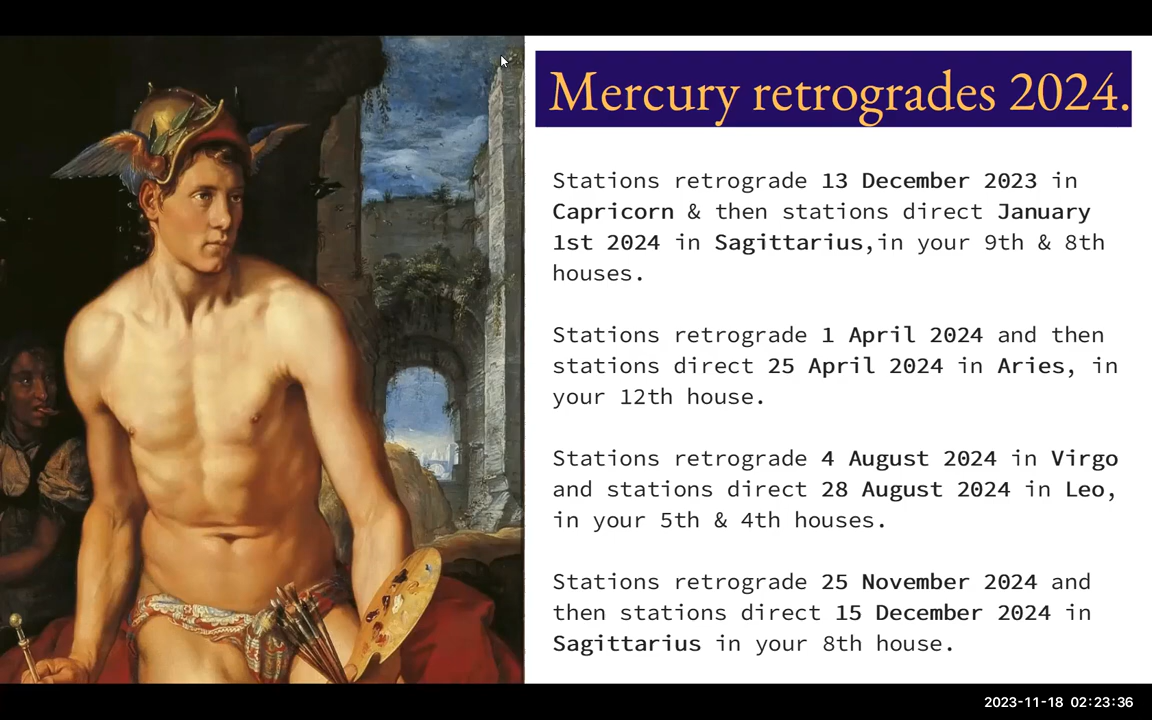 Mercury retrogrades 2024.
Stations retrograde 13 December 2023 in
Capricorn & then stations direct January
1st 2024 in Sagittarius,in your 9th & 8th
houses.
Stations retrograde 1 April 2024 and then
stations direct 25 April 2024 in Aries, in
your 12th house.
Stations retrograde 4 August 2024 in Virgo
and stations direct 28 August 2024 in Leo,
in your 5th & 4th houses.
Stations retrograde 25 November 2024 and
then stations direct 15 December 2024 in
Sagittarius in your 8th house.
2023-11-18 02:23:36